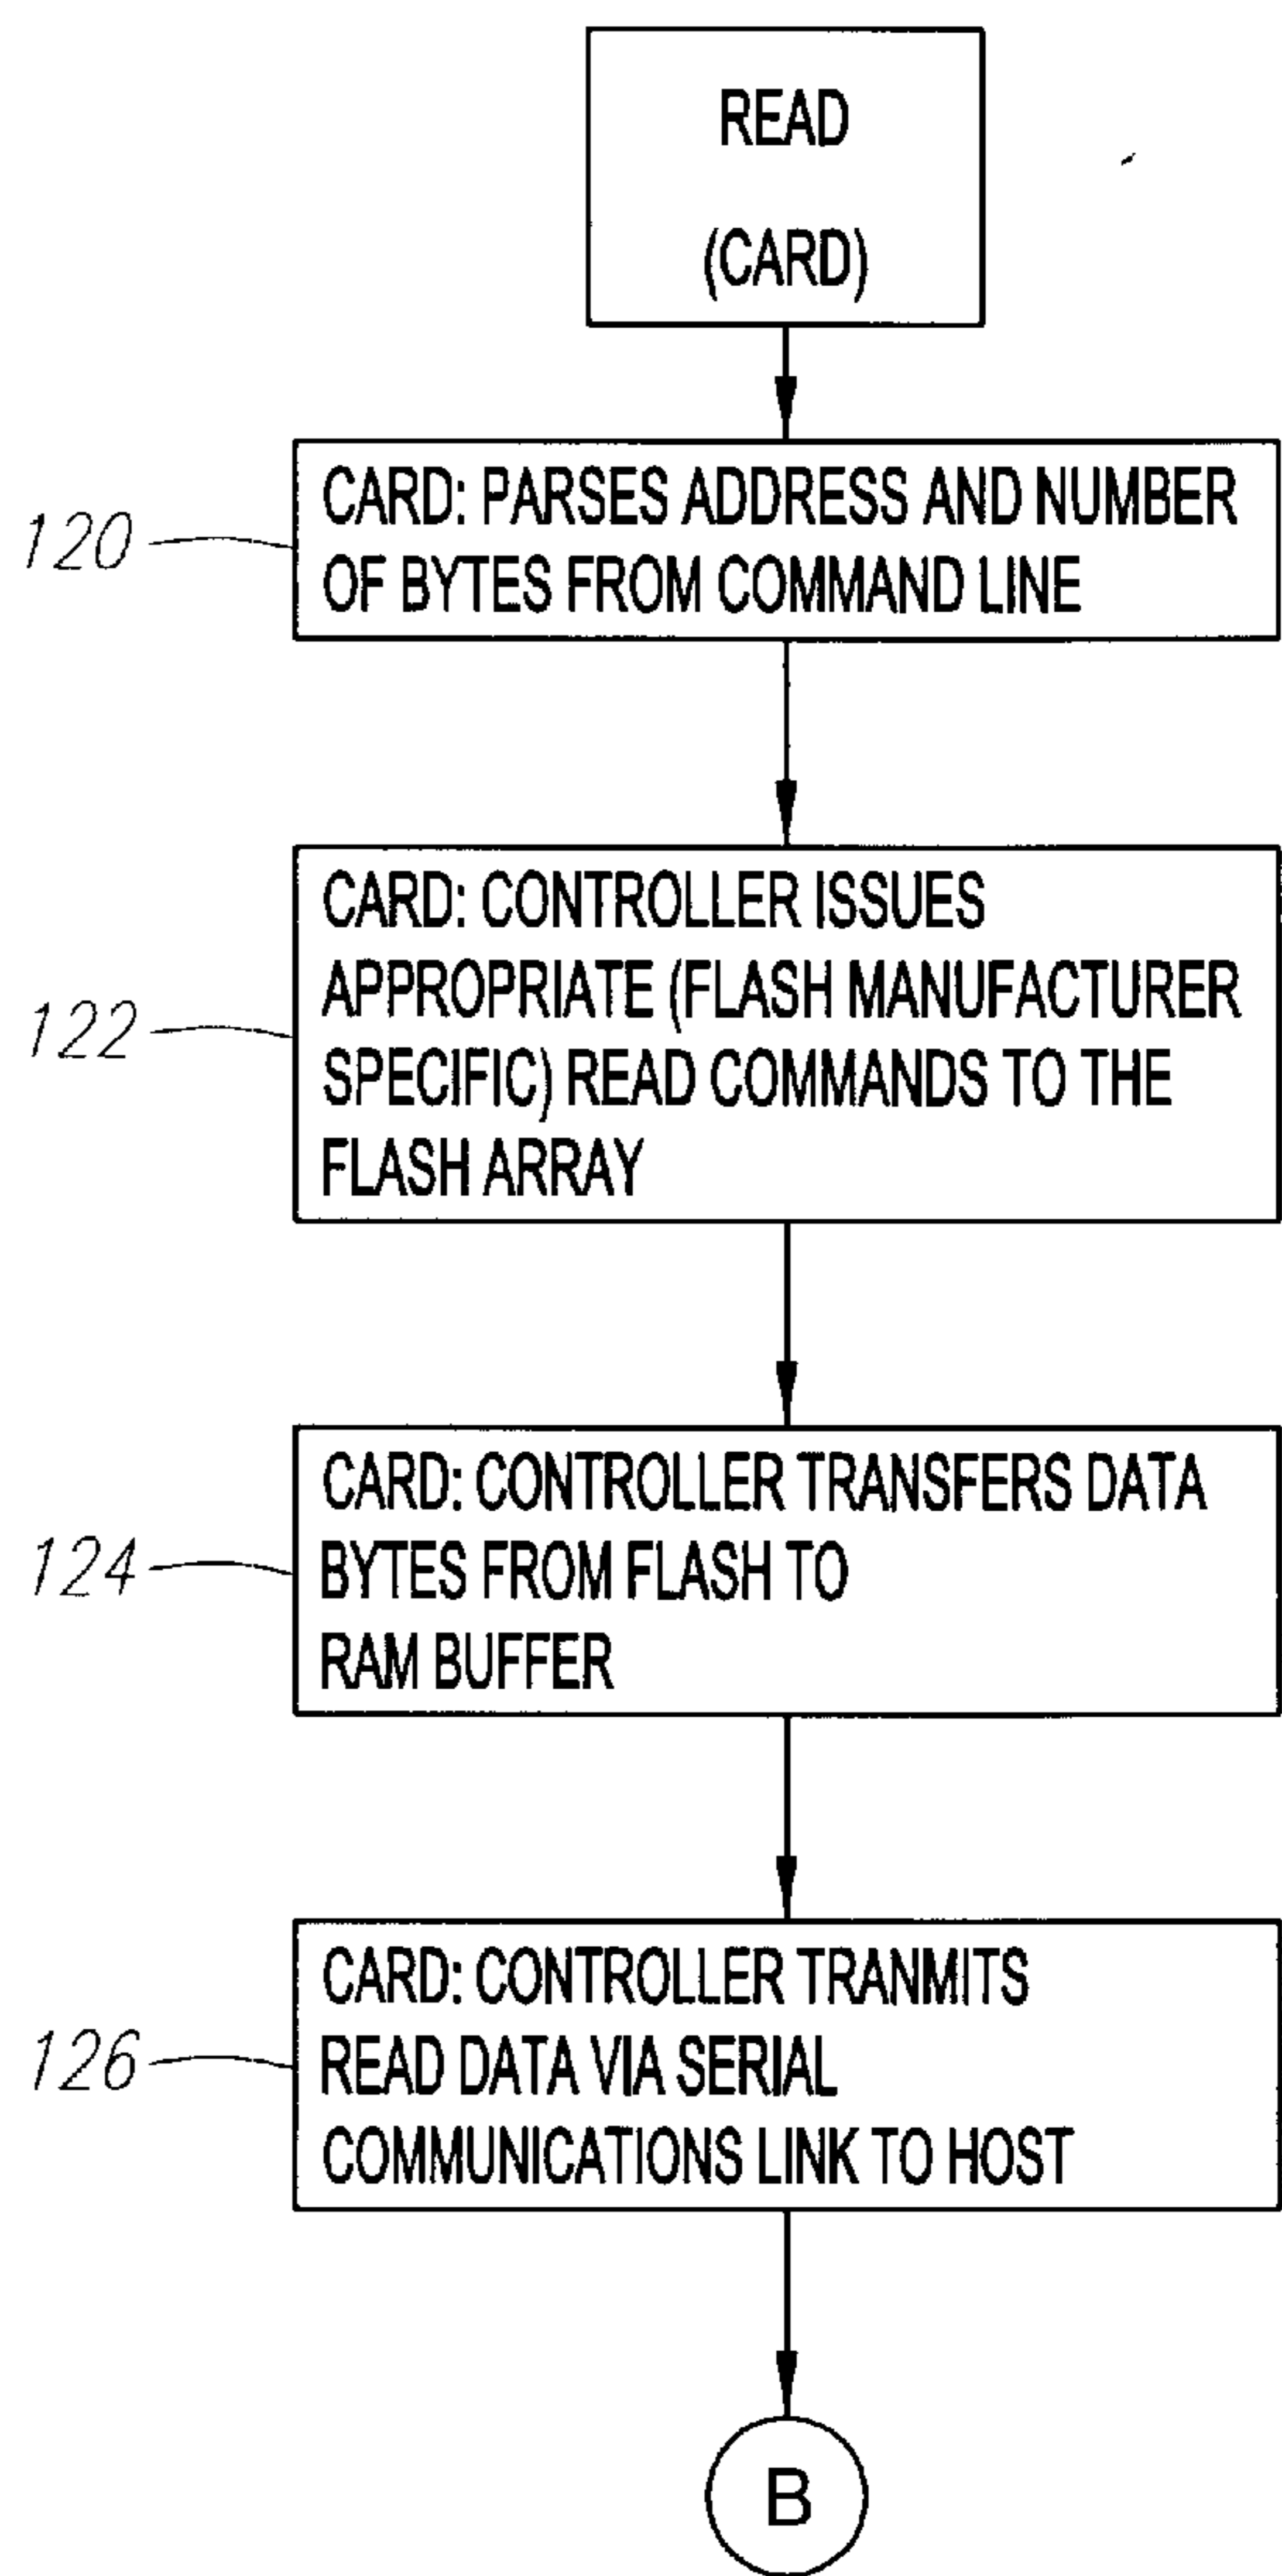 READ
(CARD)
120
CARD: PARSES ADDRESS AND NUMBER
OF BYTES FROM COMMAND LINE
122
CARD: CONTROLLER ISSUES
APPROPRIATE (FLASH MANUFACTURER
SPECIFIC) READ COMMANDS TO THE
FLASH ARRAY
124
CARD: CONTROLLER TRANSFERS DATA
BYTES FROM FLASH TO
RAM BUFFER
126
CARD: CONTROLLER TRANMITS
READ DATA VIA SERIAL
COMMUNICATIONS LINK TO HOST
B